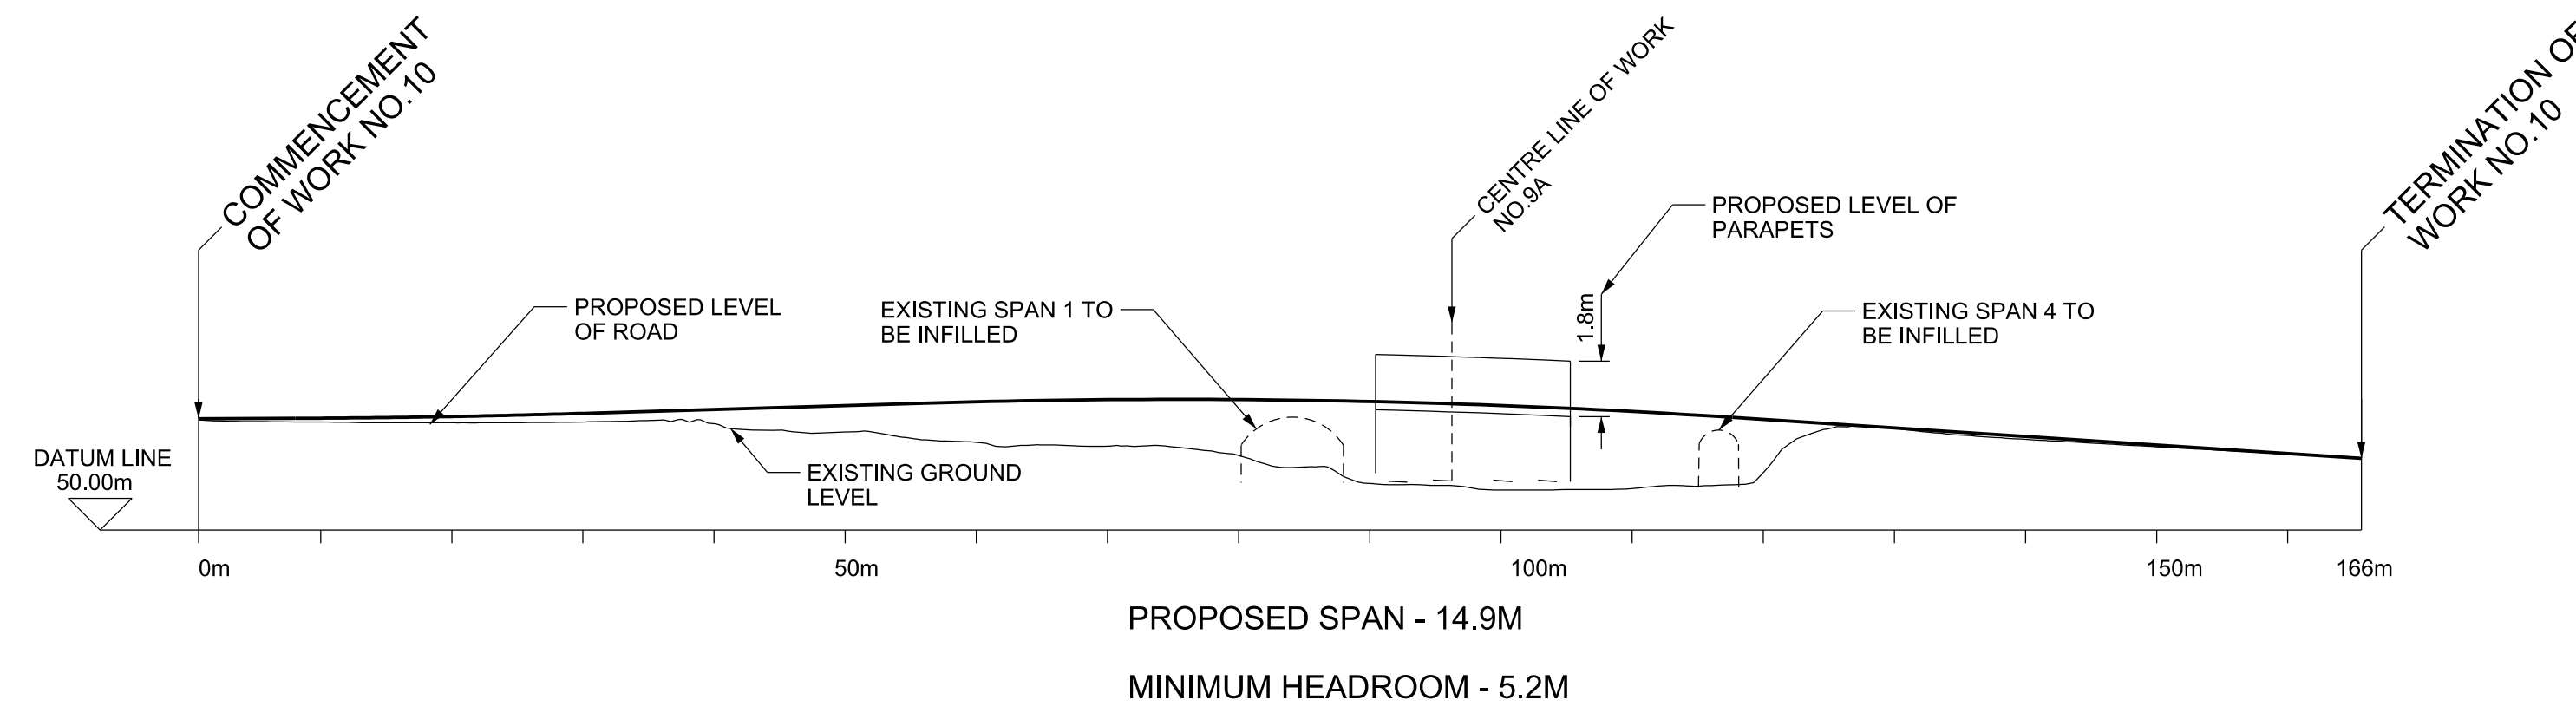 COMMENCEMENT
OF WORK NO.10
CENTRE LINE OF WORK
NO.9A
TERMINATION OF
WORK NO.10
PROPOSED LEVEL OF
PARAPETS
1.8m
PROPOSED LEVEL
OF ROAD
EXISTING SPAN 1 TO
BE INFILLED
EXISTING SPAN 4 TO
BE INFILLED
DATUM LINE
50.00m
EXISTING GROUND
LEVEL
0m
50m
100m
150m
166m
PROPOSED SPAN - 14.9M
MINIMUM HEADROOM - 5.2M